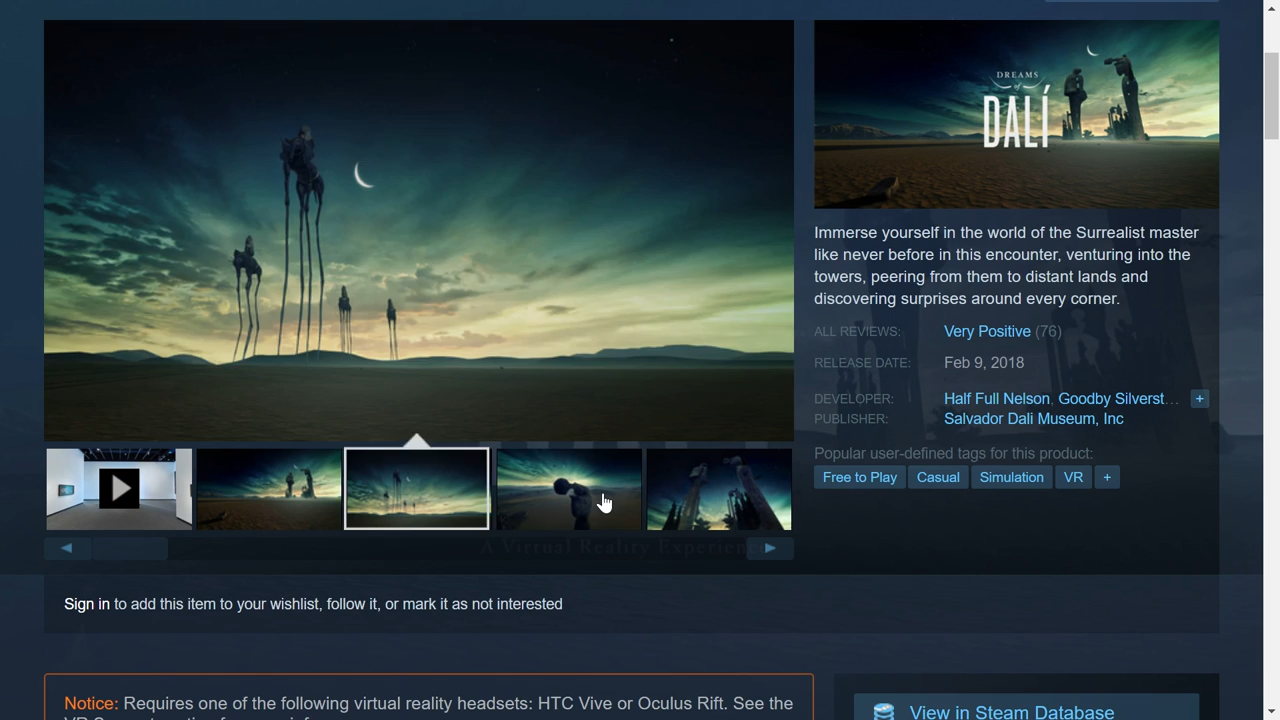 DREAMS
of
DALÍ
Immerse yourself in the world of the Surrealist master
like never before in this encounter, venturing into the
towers, peering from them to distant lands and
discovering surprises around every corner.
ALL REVIEWS: Very Positive (76)
RELEASE DATE: Feb 9, 2018
DEVELOPER: Half Full Nelson, Goodby Silverst... +
PUBLISHER: Salvador Dali Museum, Inc
Popular user-defined tags for this product:
Free to Play Casual Simulation VR +
A Virtual Reality Experience
Sign in to add this item to your wishlist, follow it, or mark it as not interested
Notice: Requires one of the following virtual reality headsets: HTC Vive or Oculus Rift. See the
View in Steam Database